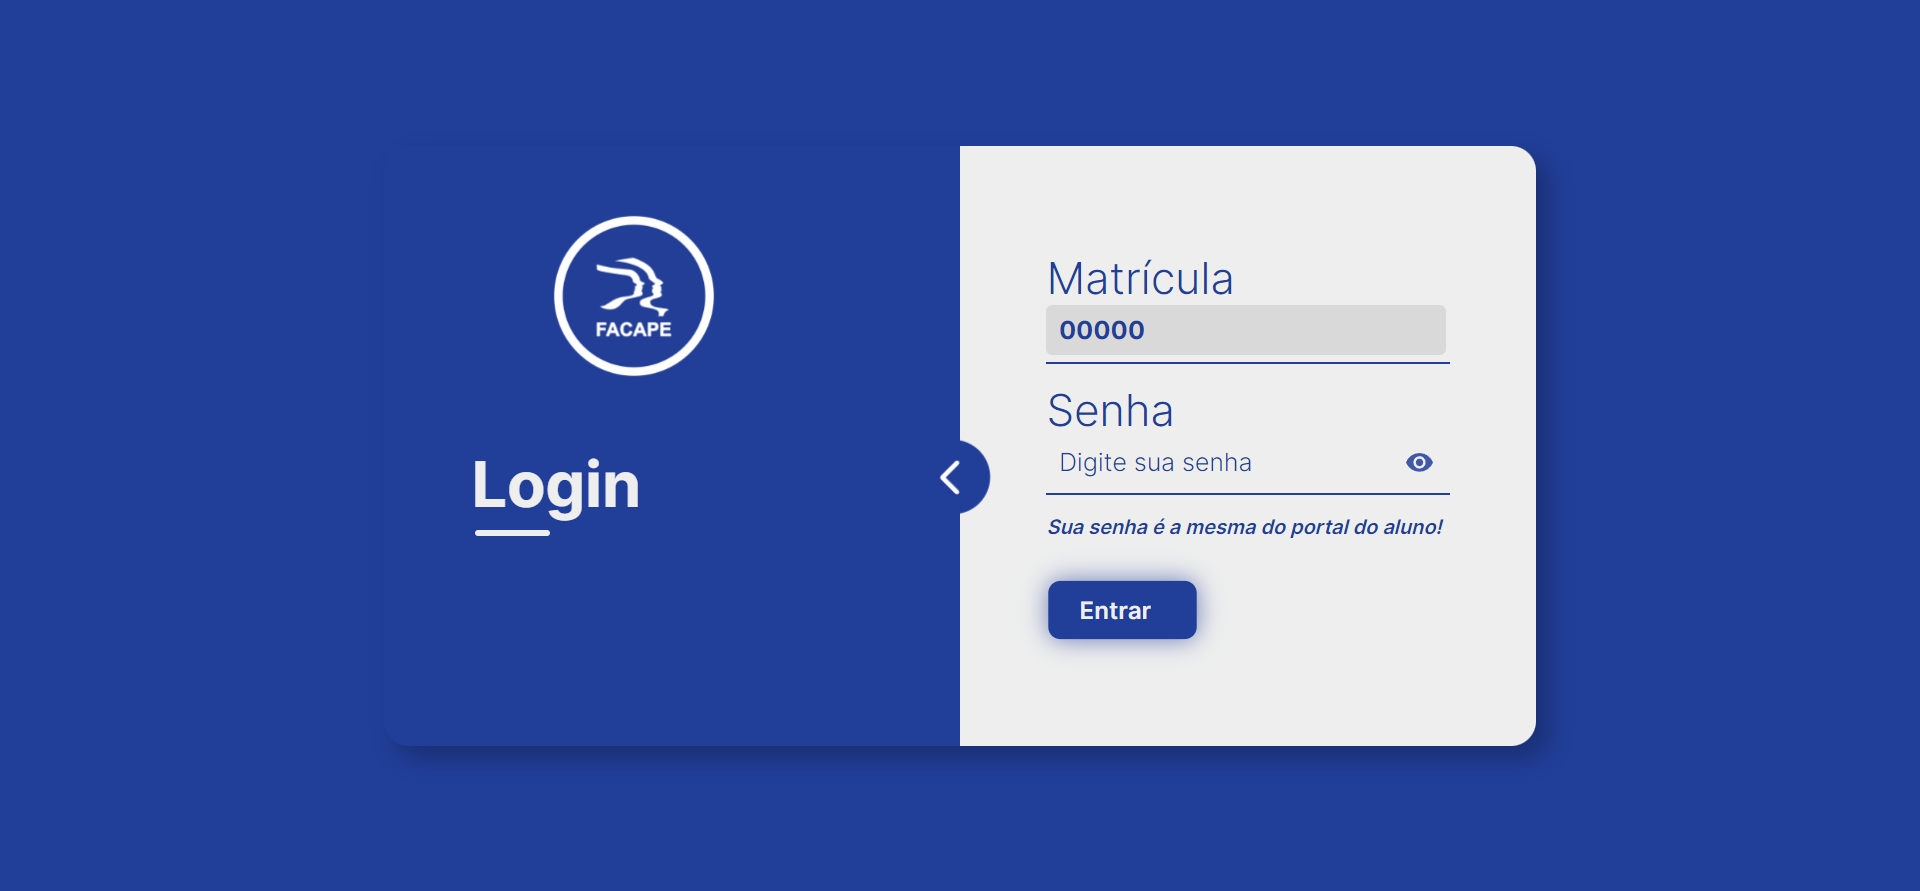 FACAPE
Login
Matrícula
00000
Senha
Digite sua senha
Sua senha é a mesma do portal do aluno!
Entrar